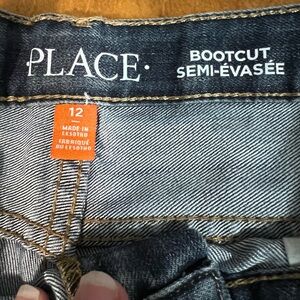 PLACE·
BOOTCUT
SEMI-ÉVASÉE
12
MADE IN
LESOTHO
FABRIQUÉ
AU LESOTHO